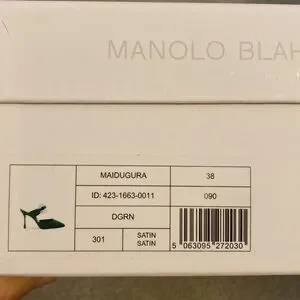 MANOLO BLAH
MAIDUGURA 38
ID: 423-1663-0011 090
DGRN
301 SATIN
SATIN
5 063095 272030